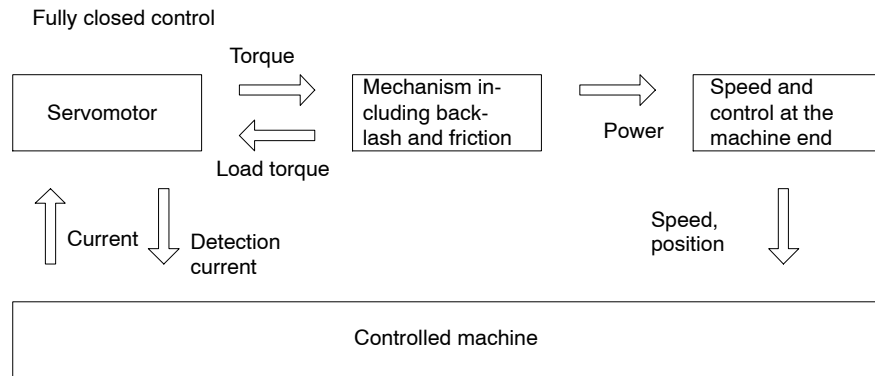 Fully closed control
Torque
Servomotor
Mechanism in-
cluding back-
lash and friction
Speed and
control at the
machine end
Load torque
Power
Current
Detection
current
Speed,
position
Controlled machine